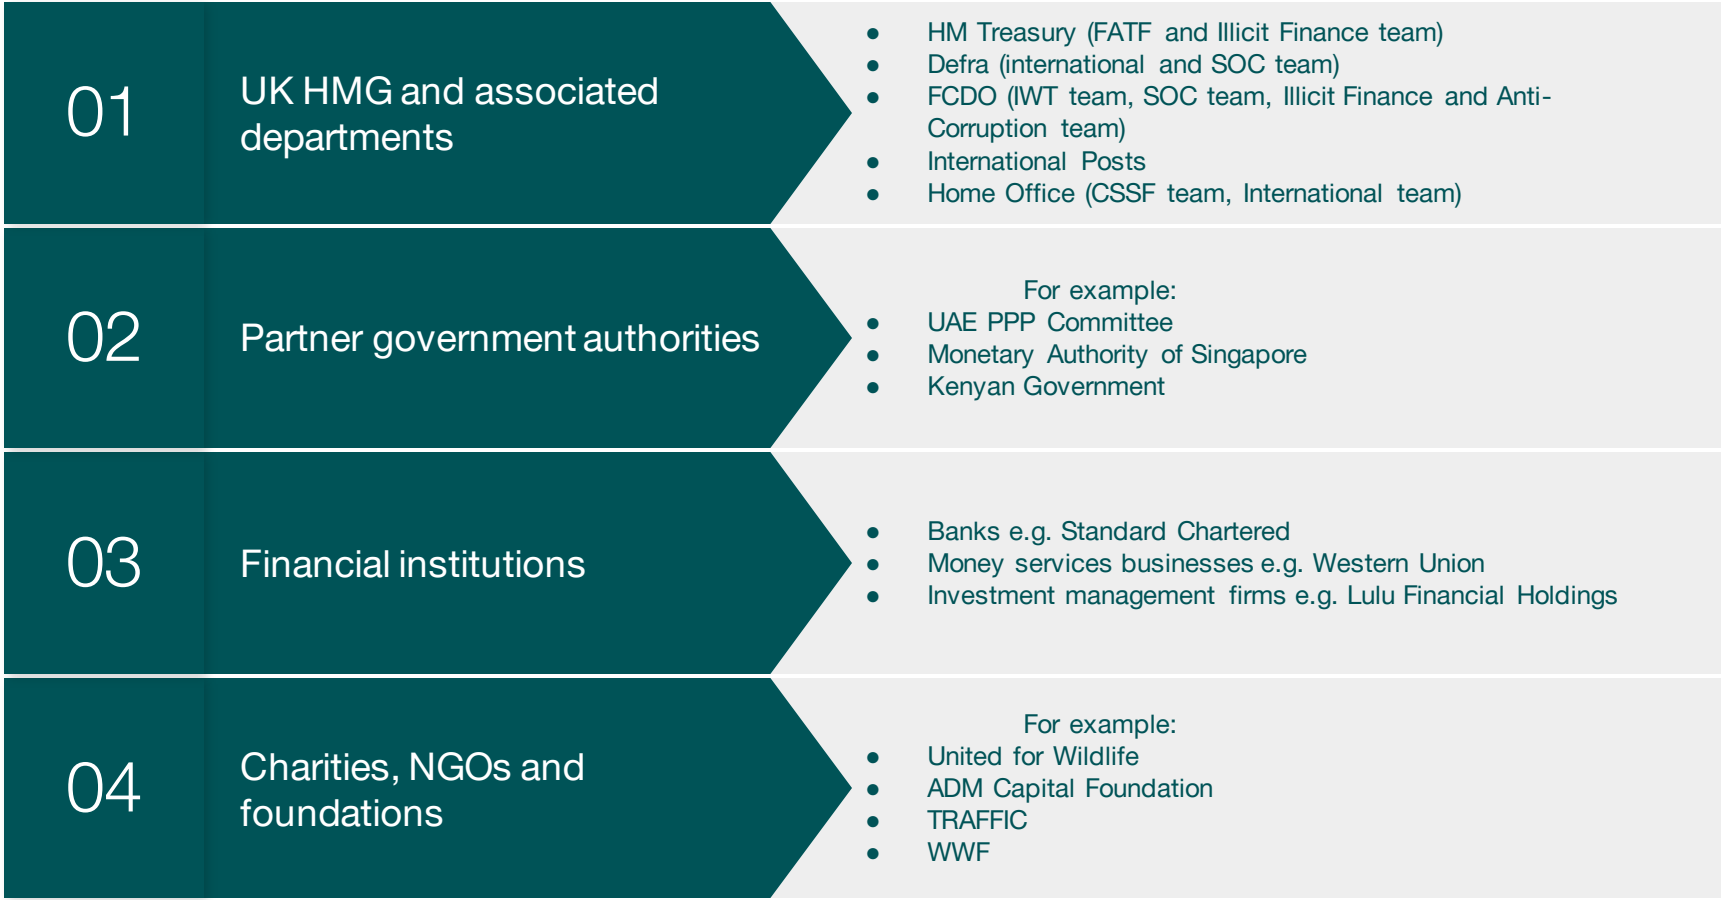 01
UK HMG and associated
departments
● HM Treasury (FATF and Illicit Finance team)
● Defra (international and SOC team)
● FCDO (IWT team, SOC team, Illicit Finance and Anti-
Corruption team)
● International Posts
● Home Office (CSSF team, International team)
02
Partner government authorities
For example:
● UAE PPP Committee
● Monetary Authority of Singapore
● Kenyan Government
03
Financial institutions
● Banks e.g. Standard Chartered
● Money services businesses e.g. Western Union
● Investment management firms e.g. Lulu Financial Holdings
04
Charities, NGOs and
foundations
For example:
● United for Wildlife
● ADM Capital Foundation
● TRAFFIC
● WWF